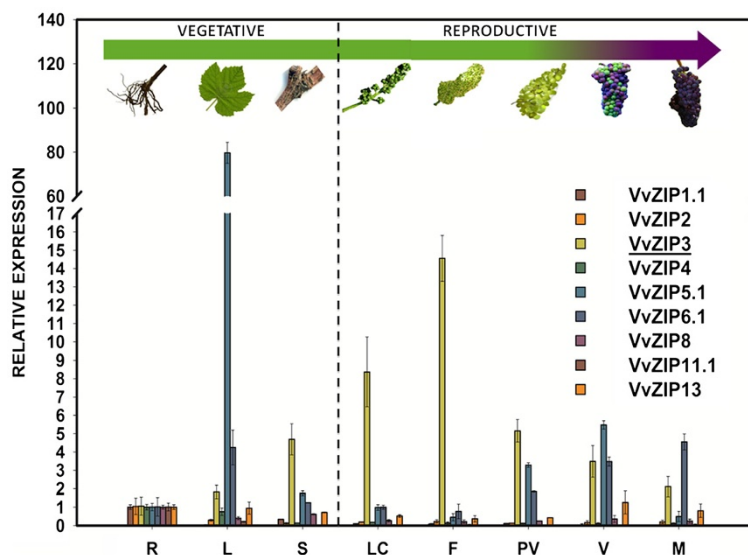 VEGETATIVE REPRODUCTIVE
140
120
100
80
60
17
16
15
14
13
12
11
10
9
8
7
6
5
4
3
2
1
0
RELATIVE EXPRESSION
VvZIP1.1
VvZIP2
VvZIP3
VvZIP4
VvZIP5.1
VvZIP6.1
VvZIP8
VvZIP11.1
VvZIP13
R L S LC F PV V M